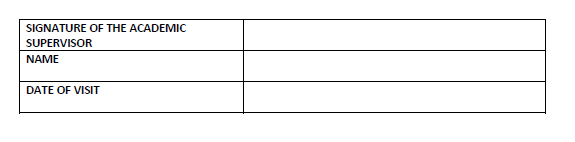 SIGNATURE OF THE ACADEMIC
SUPERVISOR
NAME
DATE OF VISIT